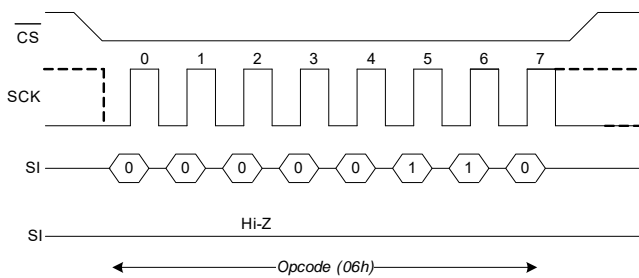 CS
0 1 2 3 4 5 6 7
SCK
SI 0 0 0 0 0 1 1 0
Hi-Z
SI
Opcode (06h)